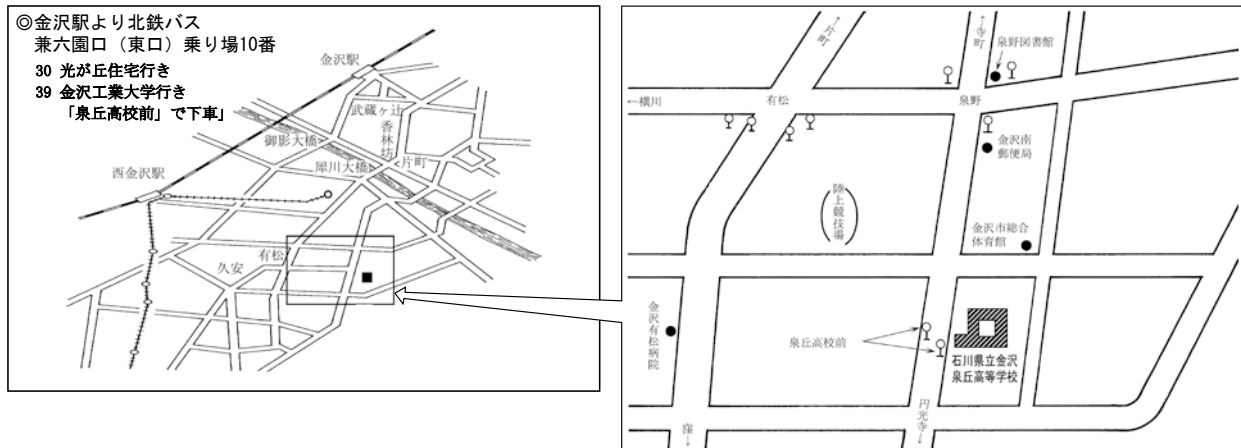 ◎金沢駅より北鉄バス
兼六園口（東口）乗り場10番
30 光が丘住宅行き
39 金沢工業大学行き
「泉丘高校前」で下車」
金沢駅
武蔵ヶ辻
香林坊
御影大橋
犀川大橋
片町
西金沢駅
有松
久安
↑片町
↑寺町
泉野図書館
←横川
有松
泉野
金沢南
郵便局
陸上競技場
金沢市総合
体育館
金沢有松病院
泉丘高校前
石川県立金沢
泉丘高等学校
円光寺→
窪→